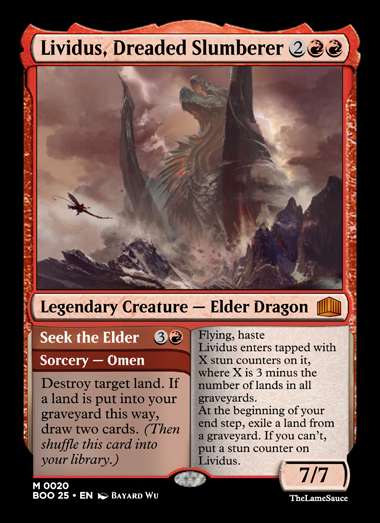 Lividus, Dreaded Slumberer 2
Legendary Creature — Elder Dragon
Seek the Elder 3
Sorcery — Omen
Destroy target land. If
a land is put into your
graveyard this way,
draw two cards. (Then
shuffle this card into
your library.)
Flying, haste
Lividus enters tapped with
X stun counters on it,
where X is 3 minus the
number of lands in all
graveyards.
At the beginning of your
end step, exile a land from
a graveyard. If you can't,
put a stun counter on
Lividus.
7/7
M 0020
BOO 25 • EN Bayard Wu
TheLameSauce